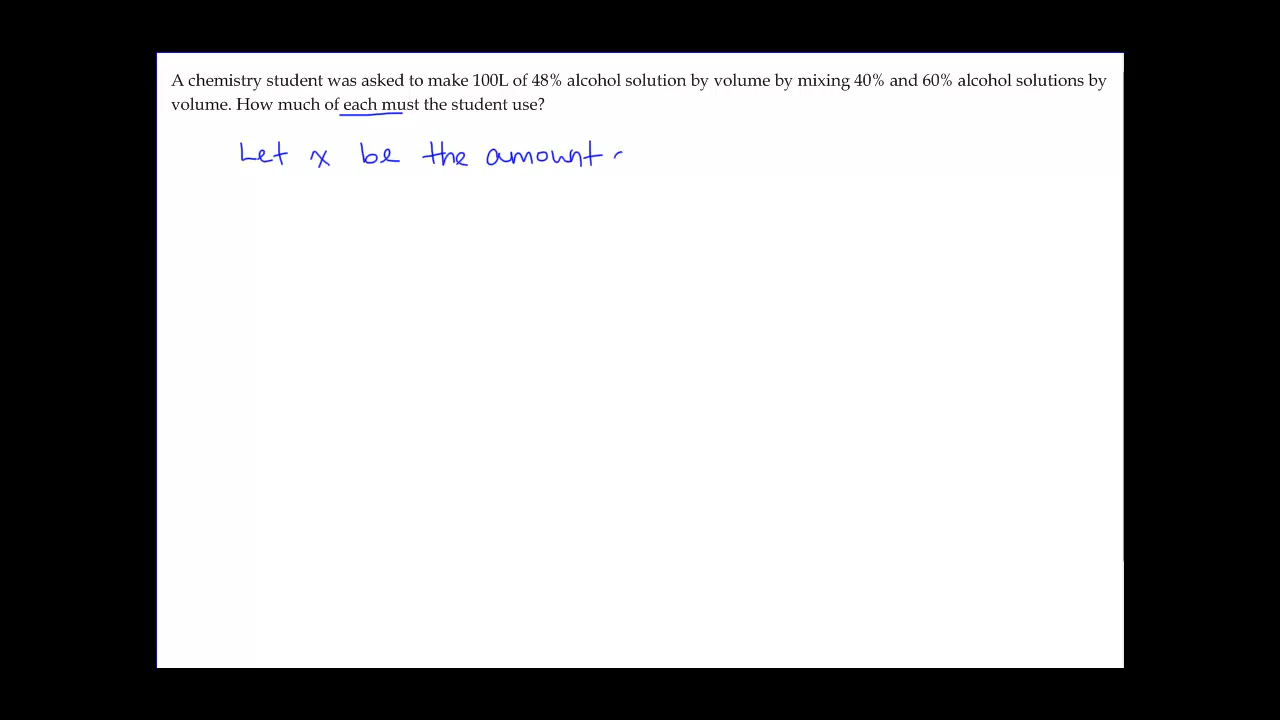 A chemistry student was asked to make 100L of 48% alcohol solution by volume by mixing 40% and 60% alcohol solutions by
volume. How much of each must the student use?
Let x be the amount